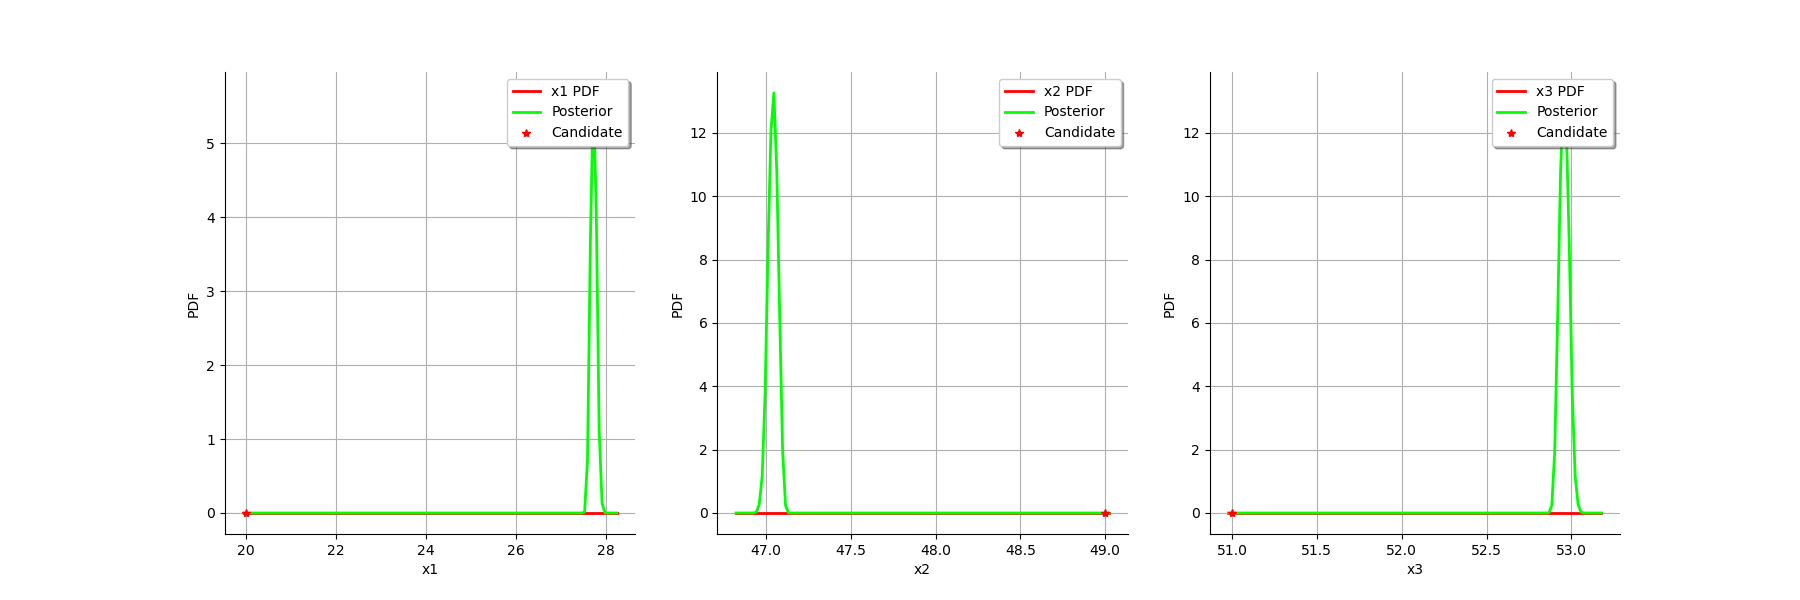 x1 PDF
Posterior
Candidate
5
4
3
2
1
0
PDF
20 22 24 26 28
x1
x2 PDF
Posterior
Candidate
12
10
8
6
4
2
0
PDF
47.0 47.5 48.0 48.5 49.0
x2
x3 PDF
Posterior
Candidate
12
10
8
6
4
2
0
PDF
51.0 51.5 52.0 52.5 53.0
x3